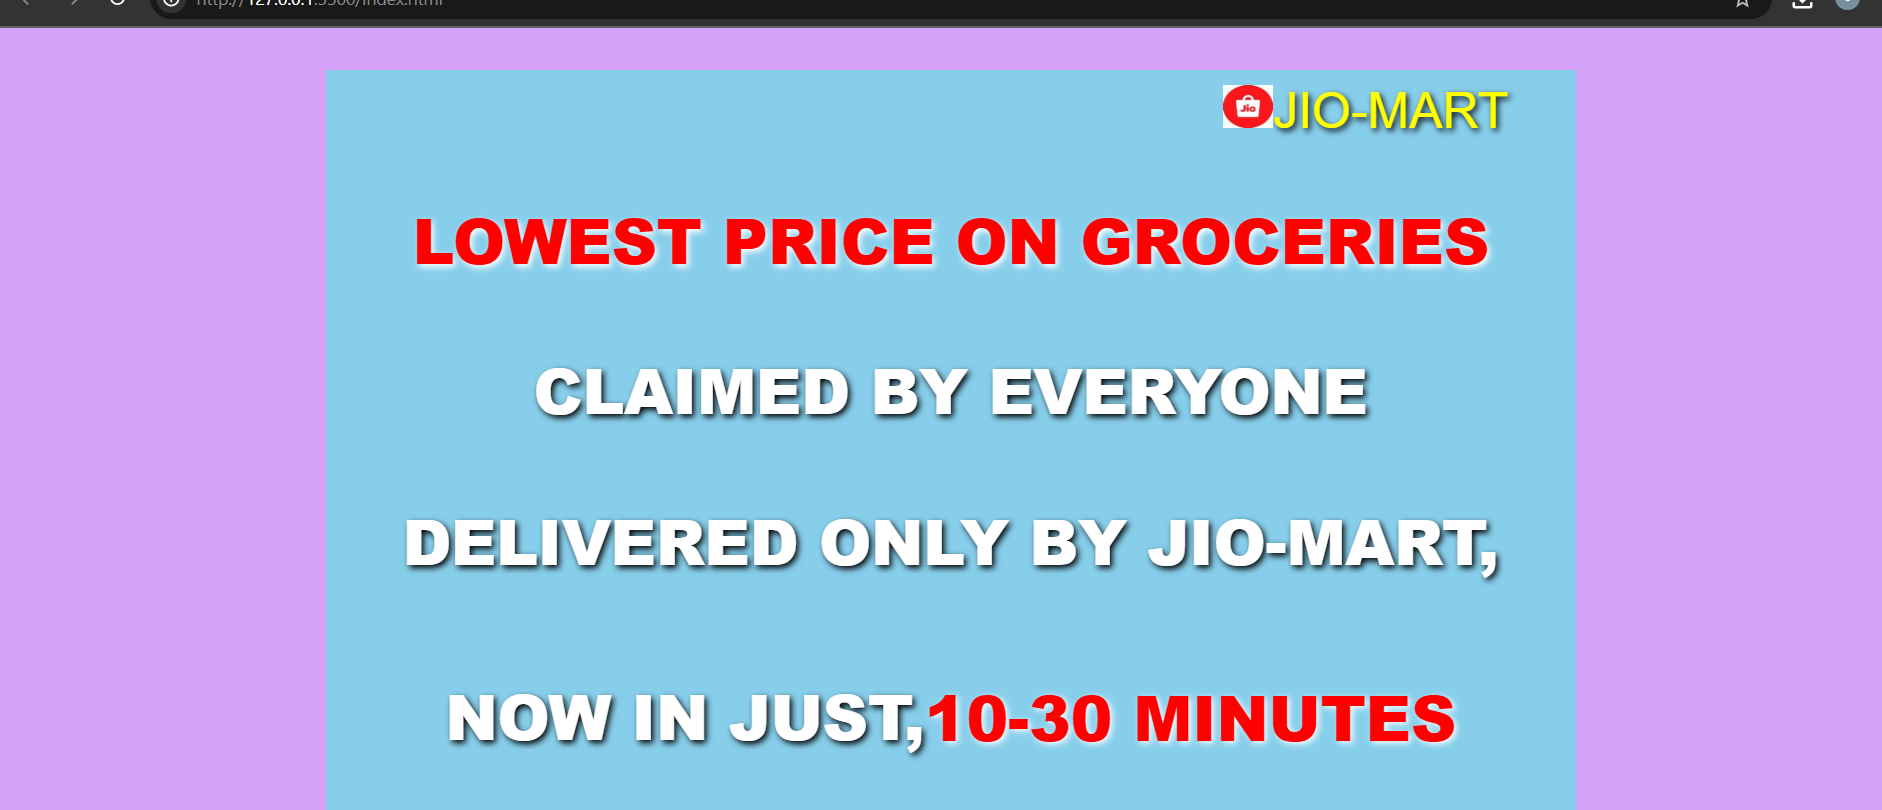 http://127.0.0.1:5500/index.html
Jio
JIO-MART
LOWEST PRICE ON GROCERIES
CLAIMED BY EVERYONE
DELIVERED ONLY BY JIO-MART,
NOW IN JUST,10-30 MINUTES